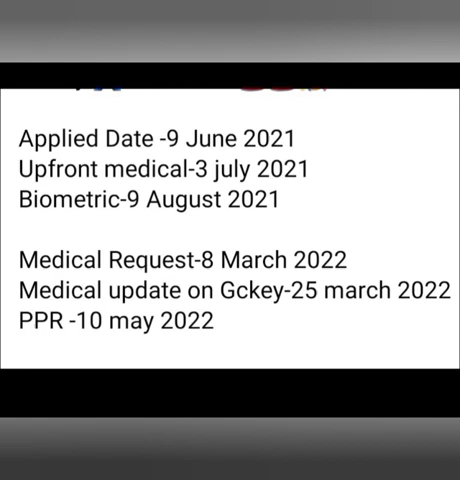 Applied Date -9 June 2021
Upfront medical-3 july 2021
Biometric-9 August 2021
Medical Request-8 March 2022
Medical update on Gckey-25 march 2022
PPR -10 may 2022